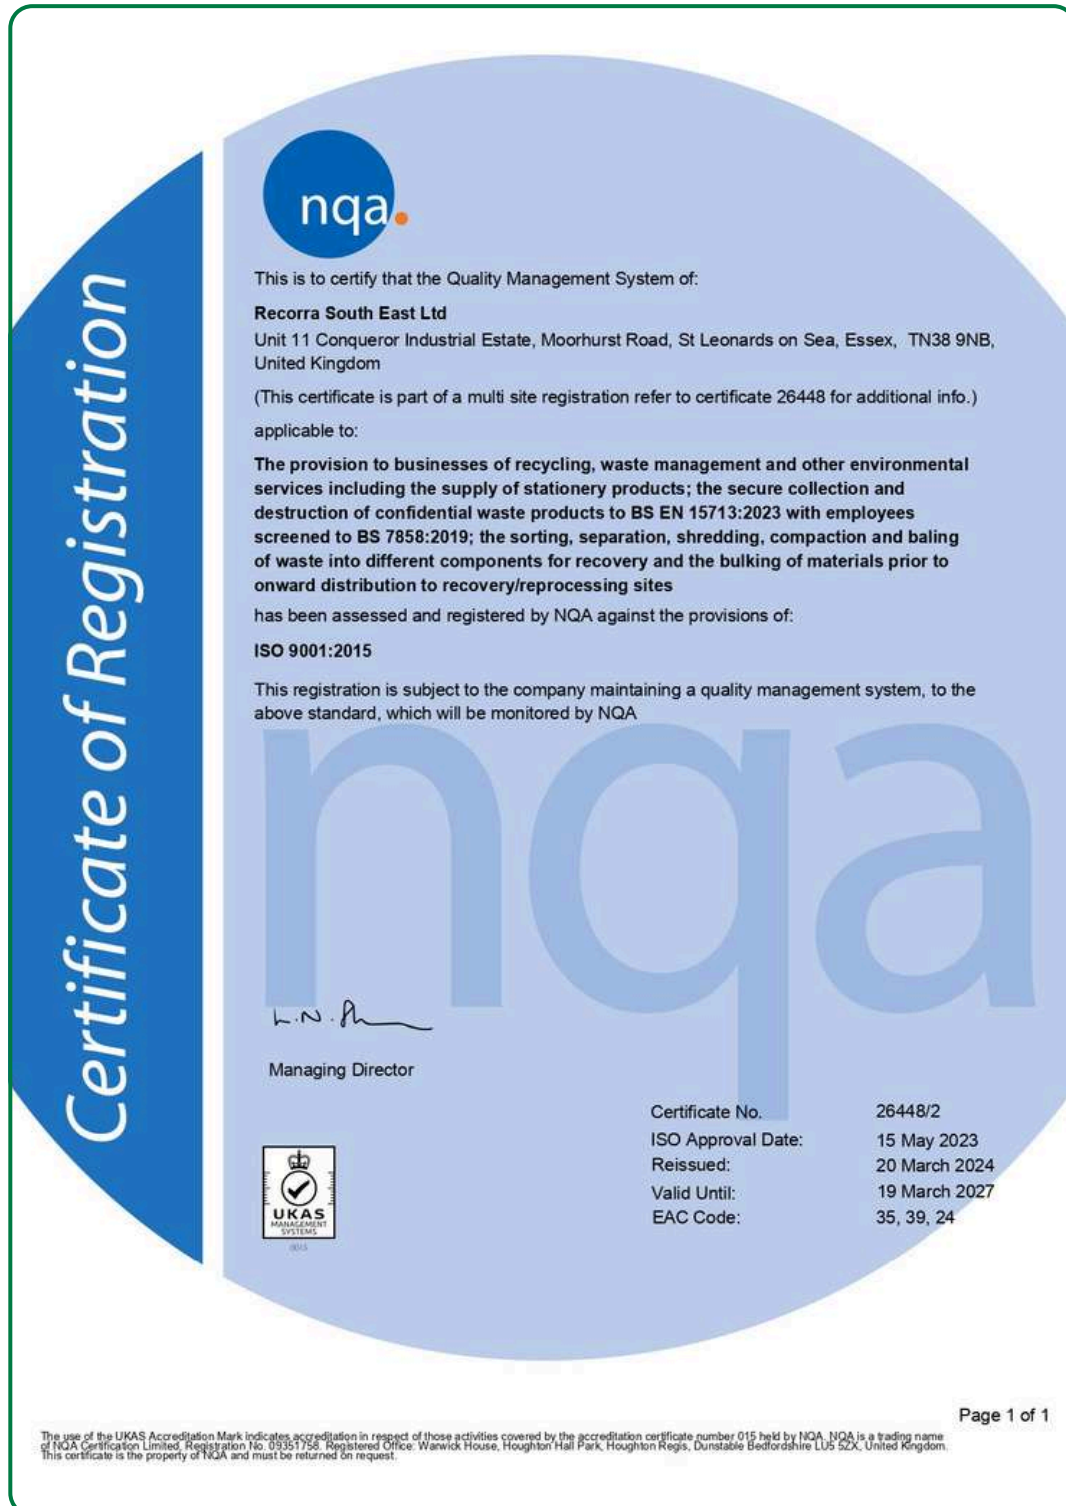 Certificate of Registration
nqa.
This is to certify that the Quality Management System of:
Recorra South East Ltd
Unit 11 Conqueror Industrial Estate, Moorhurst Road, St Leonards on Sea, Essex, TN38 9NB,
United Kingdom
(This certificate is part of a multi site registration refer to certificate 26448 for additional info.)
applicable to:
The provision to businesses of recycling, waste management and other environmental
services including the supply of stationery products; the secure collection and
destruction of confidential waste products to BS EN 15713:2023 with employees
screened to BS 7858:2019; the sorting, separation, shredding, compaction and baling
of waste into different components for recovery and the bulking of materials prior to
onward distribution to recovery/reprocessing sites
has been assessed and registered by NQA against the provisions of:
ISO 9001:2015
This registration is subject to the company maintaining a quality management system, to the
above standard, which will be monitored by NQA
nqa
L.N.
Managing Director
Certificate No. 26448/2
ISO Approval Date: 15 May 2023
Reissued: 20 March 2024
Valid Until: 19 March 2027
EAC Code: 35, 39, 24
UKAS
MANAGEMENT
SYSTEMS
0015
Page 1 of 1
The use of the UKAS Accreditation Mark indicates accreditation in respect of those activities covered by the accreditation certificate number 015 held by NQA. NQA is a trading name
of NQA Certification Limited, Registration No. 09351758. Registered Office: Warwick House, Houghton Hall Park, Houghton Regis, Dunstable Bedfordshire LU5 5ZX, United Kingdom.
This certificate is the property of NQA and must be returned on request.